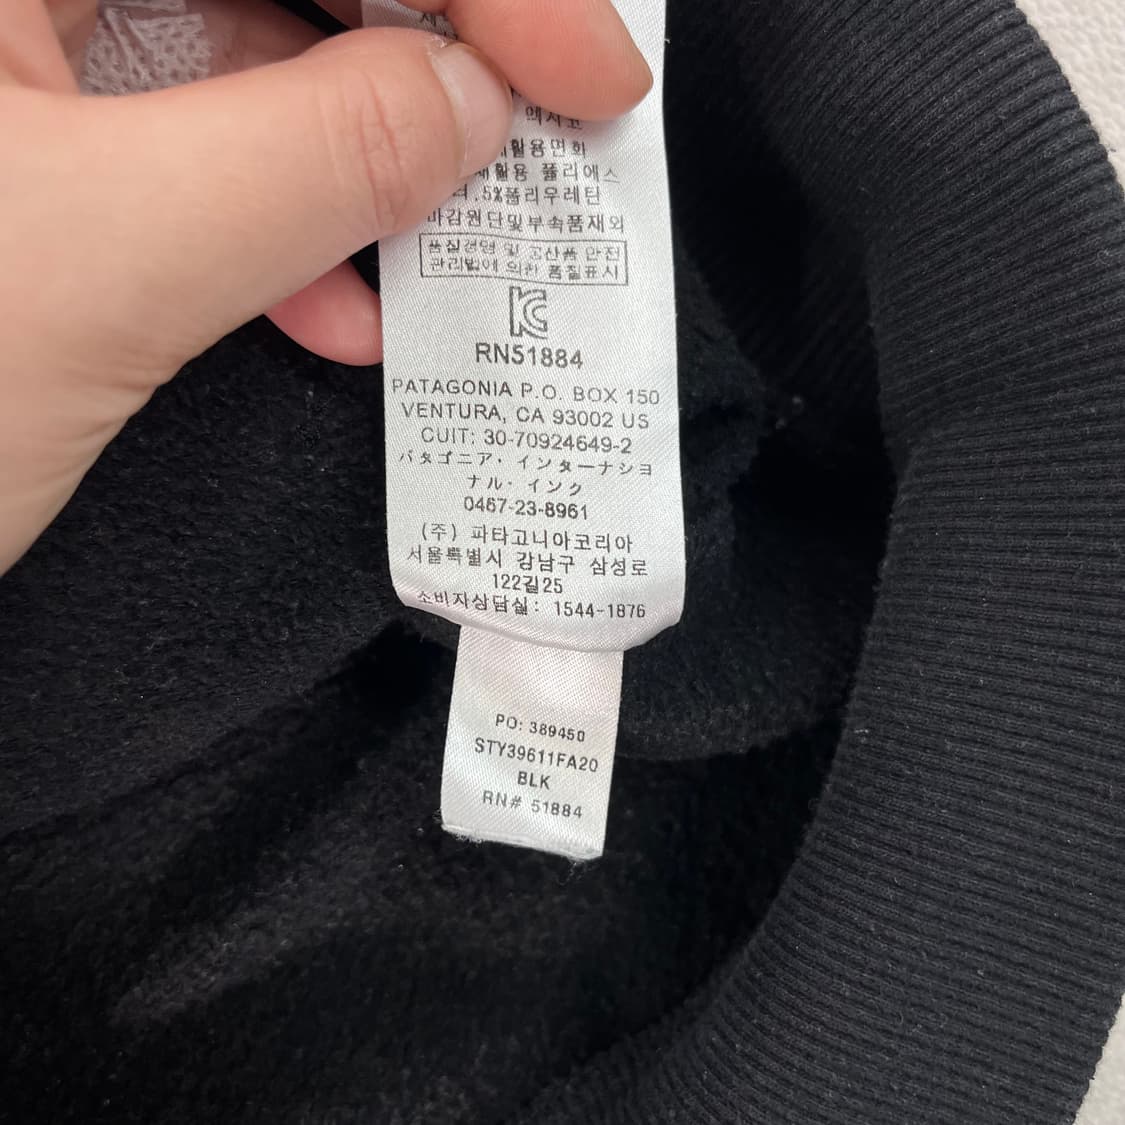 활용면화
재활용 폴리에스
.5%폴리우레탄
마감원단및부속품재외
품질경영 및 공산품 안전
관리법에 의한 품질표시
KC
RN51884
PATAGONIA P.O. BOX 150
VENTURA, CA 93002 US
CUIT: 30-70924649-2
パタゴニア・インターナショ
ナル・インク
0467-23-8961
(주) 파타고니아코리아
서울특별시 강남구 삼성로
122길25
소비자상담실: 1544-1876
PO: 389450
STY39611FA20
BLK
RN# 51884